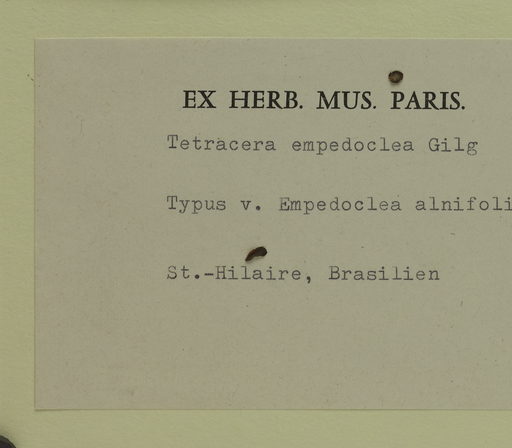 EX HERB. MUS. PARIS.
Tetracera empedoclea Gilg
Typus v. Empedoclea alnifoli
St.-Hilaire, Brasilien